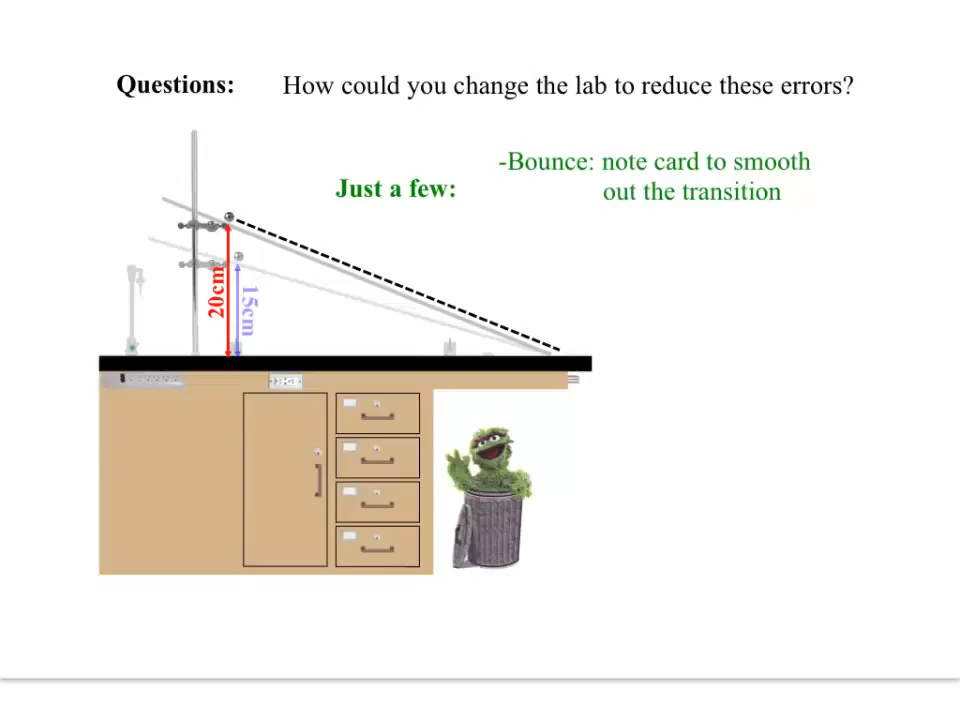 Questions: How could you change the lab to reduce these errors?
-Bounce: note card to smooth
Just a few:
out the transition
20cm
15cm